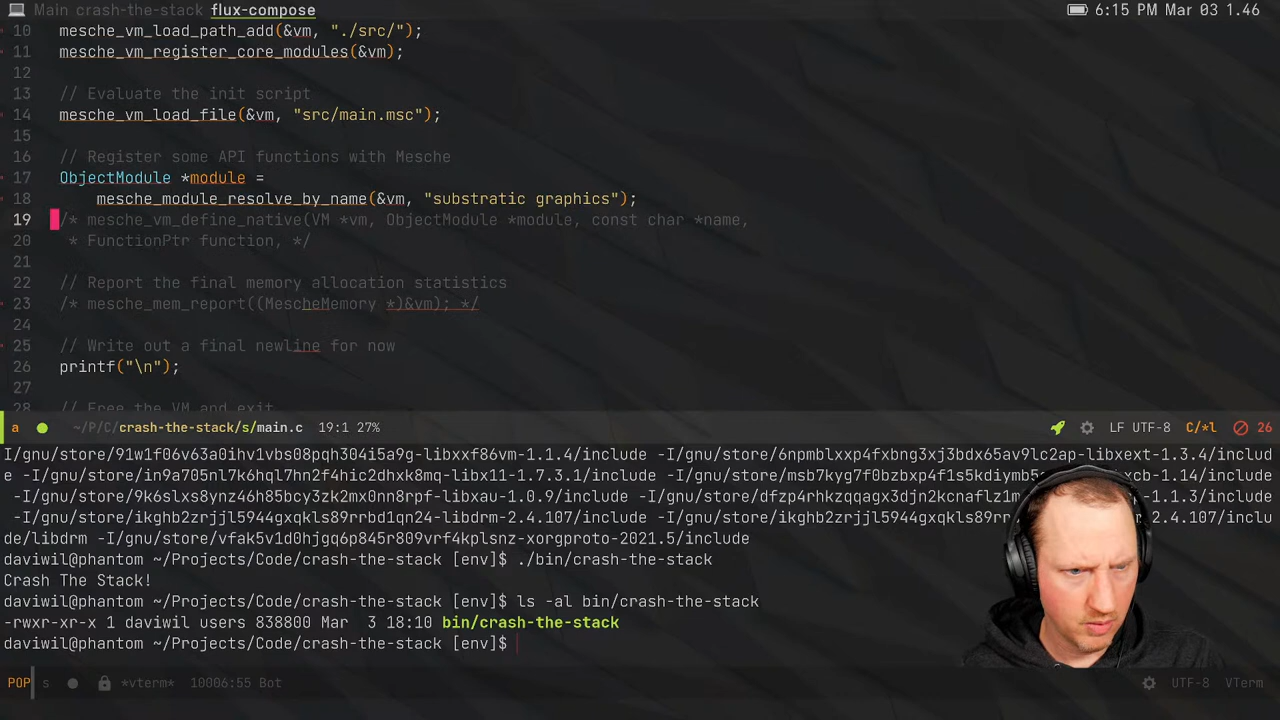 Main crash-the-stack flux-compose 6:15 PM Mar 03 1.46
10 mesche_vm_load_path_add(&vm, "./src/");
11 mesche_vm_register_core_modules(&vm);
12
13 // Evaluate the init script
14 mesche_vm_load_file(&vm, "src/main.msc");
15
16 // Register some API functions with Mesche
17 ObjectModule *module =
18 mesche_module_resolve_by_name(&vm, "substratic graphics");
19 /* mesche_vm_define_native(VM *vm, ObjectModule *module, const char *name,
20 * FunctionPtr function, */
21
22 // Report the final memory allocation statistics
23 /* mesche_mem_report((MescheMemory *)&vm); */
24
25 // Write out a final newline for now
26 printf("\n");
27
28 // Free the VM and exit
a ~/P/C/crash-the-stack/s/main.c 19:1 27% LF UTF-8 C/*l 26
I/gnu/store/91w1f06v63a0ihv1vbs08pqh304i5a9g-libxxf86vm-1.1.4/include -I/gnu/store/6npmblxxp4fxbng3xj3bdx65av9lc2ap-libxext-1.3.4/includ
e -I/gnu/store/in9a705nl7k6hql7hn2f4hic2dhxk8mq-libx11-1.7.3.1/include
-I/gnu/store/9k6slxs8ynz46h85bcy3zk2mx0nn8rpf-libxau-1.0.9/include
-I/gnu/store/ikghb2zrjjl5944gxqkls89rrbd1qn24-libdrm-2.4.107/include
de/libdrm -I/gnu/store/vfak5v1d0hjgq6p845r809vrf4kplsnz-xorgproto-2021.5/include
daviwil@phantom ~/Projects/Code/crash-the-stack [env]$ ./bin/crash-the-stack
Crash The Stack!
daviwil@phantom ~/Projects/Code/crash-the-stack [env]$ ls -al bin/crash-the-stack
-rwxr-xr-x 1 daviwil users 838800 Mar 3 18:10 bin/crash-the-stack
daviwil@phantom ~/Projects/Code/crash-the-stack [env]$
POP s *vterm* 10006:55 Bot UTF-8 VTerm